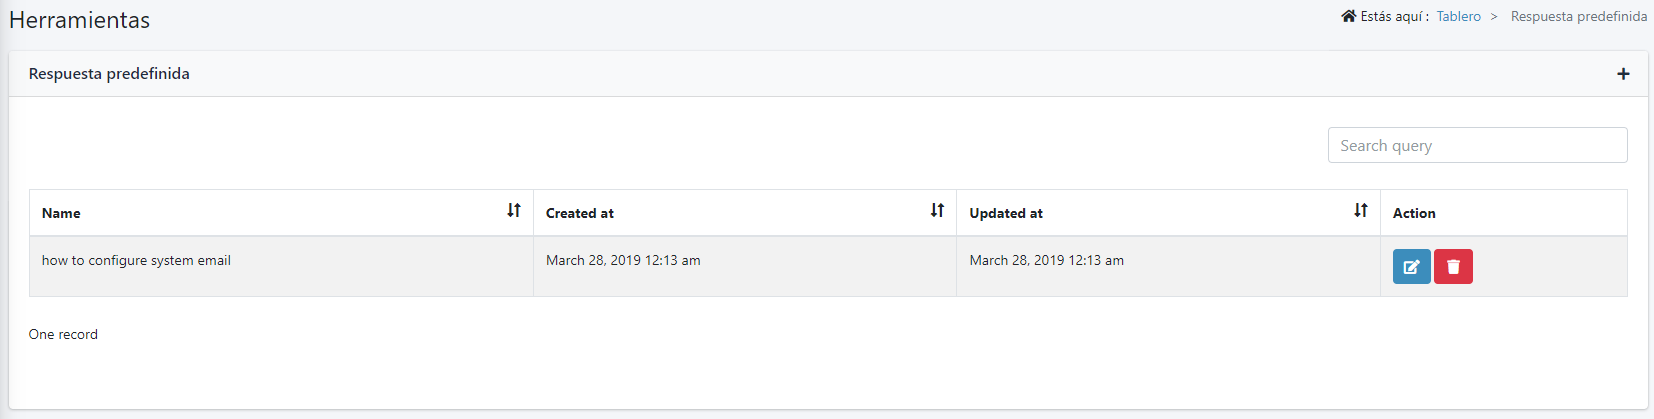 Herramientas
Estás aquí : Tablero > Respuesta predefinida
Respuesta predefinida
Search query
Name Created at Updated at Action
how to configure system email March 28, 2019 12:13 am March 28, 2019 12:13 am
One record